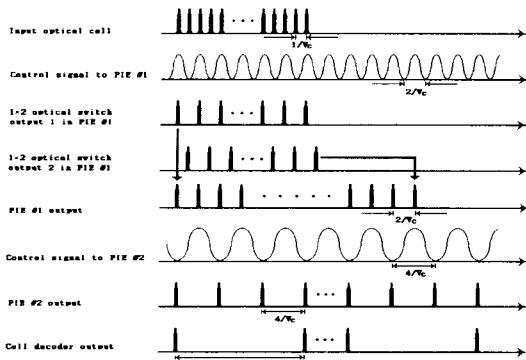 Input optical cell
1/Vc
Control signal to PIE #1
2/Vc
1-2 optical switch
output 1 in PIE #1
1-2 optical switch
output 2 in PIE #1
PIE #1 output
2/Vc
Control signal to PIE #2
4/Vc
PIE #2 output
4/Vc
Cell decoder output